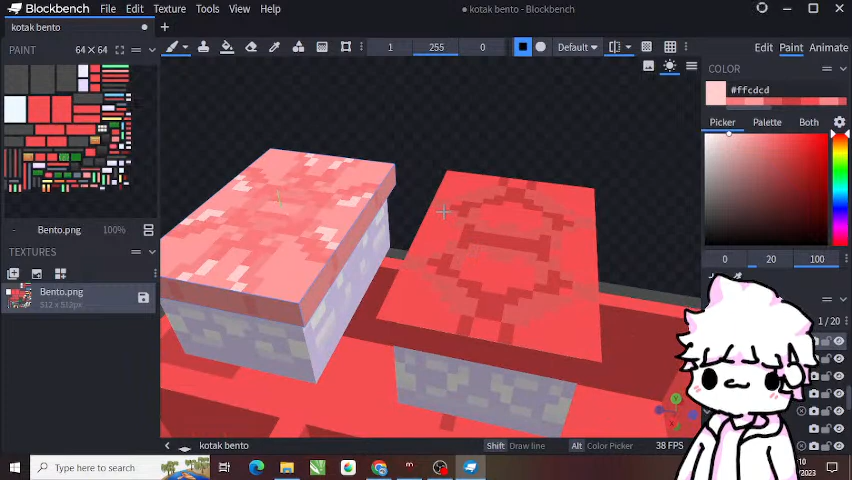 File Edit Texture Tools View Help
• kotak bento - Blockbench
kotak bento
PAINT 64 × 64
1 255 0 Default
Edit Paint Animate
COLOR
#ffcdcd
Picker Palette Both
0 20 100
Bento.png 100%
TEXTURES
Bento.png
512 x 512px
1 / 20
kotak bento
Shift Draw line Alt Color Picker 38 FPS
Type here to search